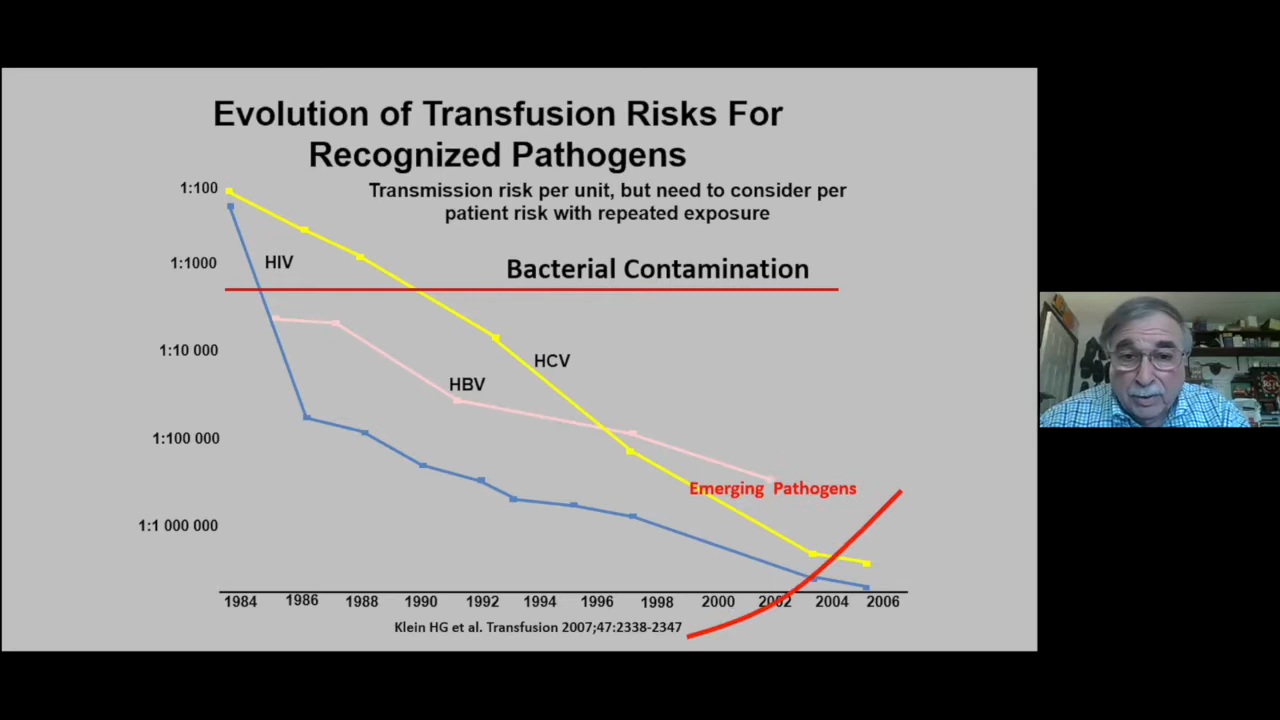 Evolution of Transfusion Risks For
Recognized Pathogens
Transmission risk per unit, but need to consider per
patient risk with repeated exposure
1:100
1:1000
1:10 000
1:100 000
1:1 000 000
HIV
Bacterial Contamination
HCV
HBV
Emerging Pathogens
1984 1986 1988 1990 1992 1994 1996 1998 2000 2002 2004 2006
Klein HG et al. Transfusion 2007;47:2338-2347